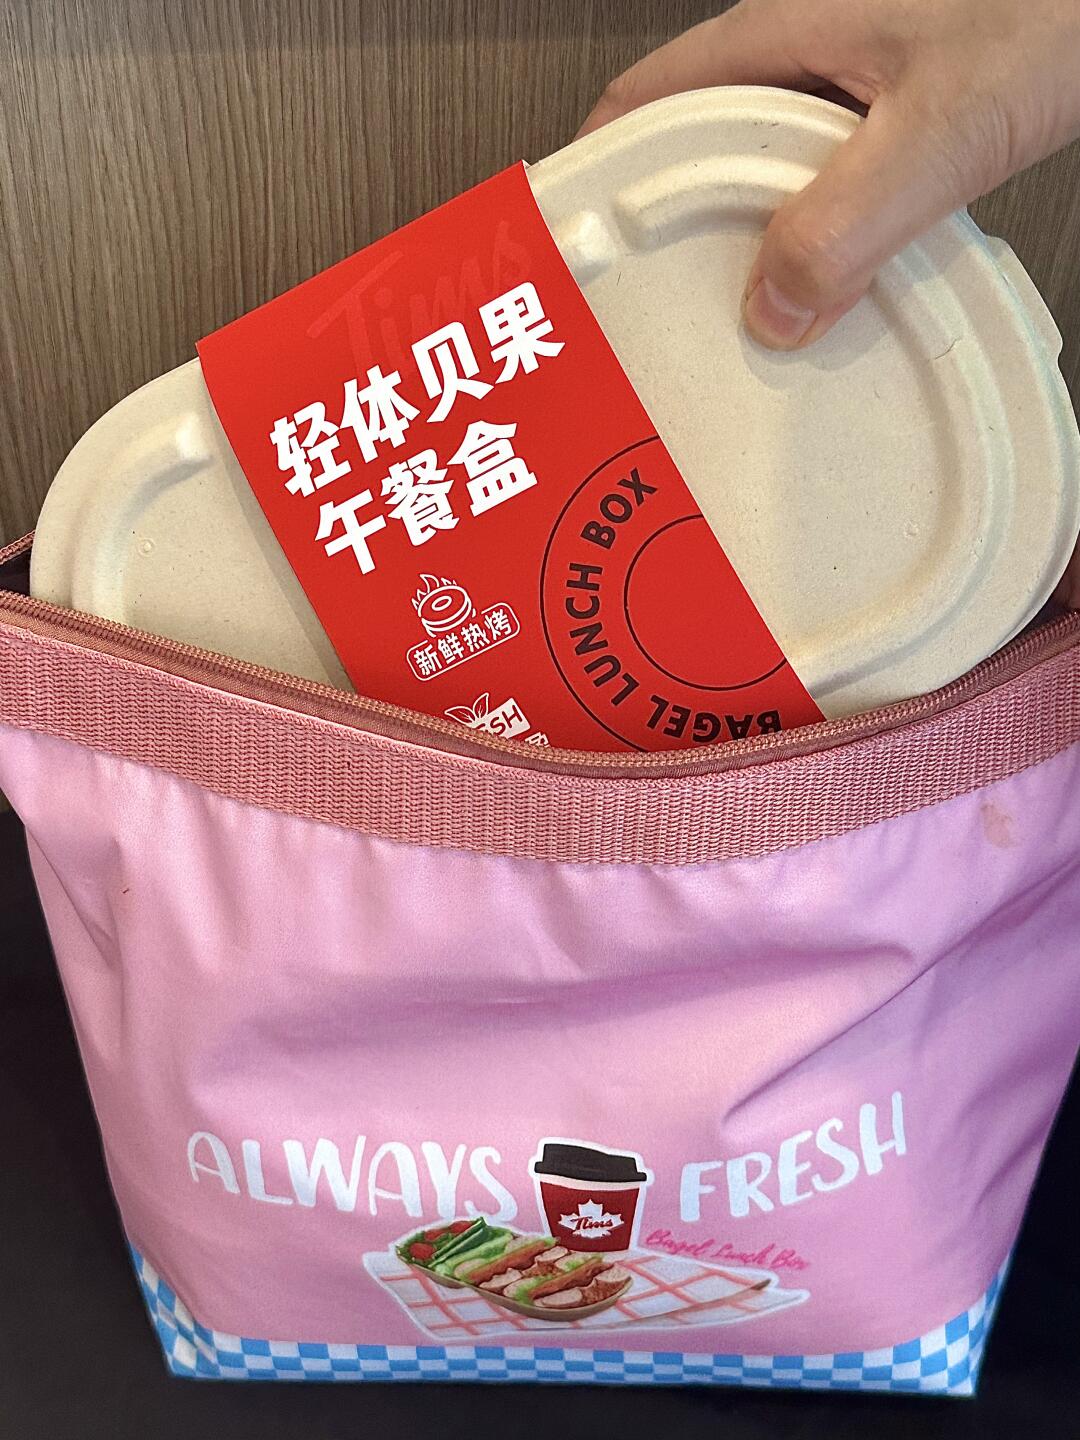 Tims
轻体贝果
午餐盒
新鲜热烤
BAGEL LUNCH BOX
ALWAYS FRESH
Tims
Bagel Lunch Box